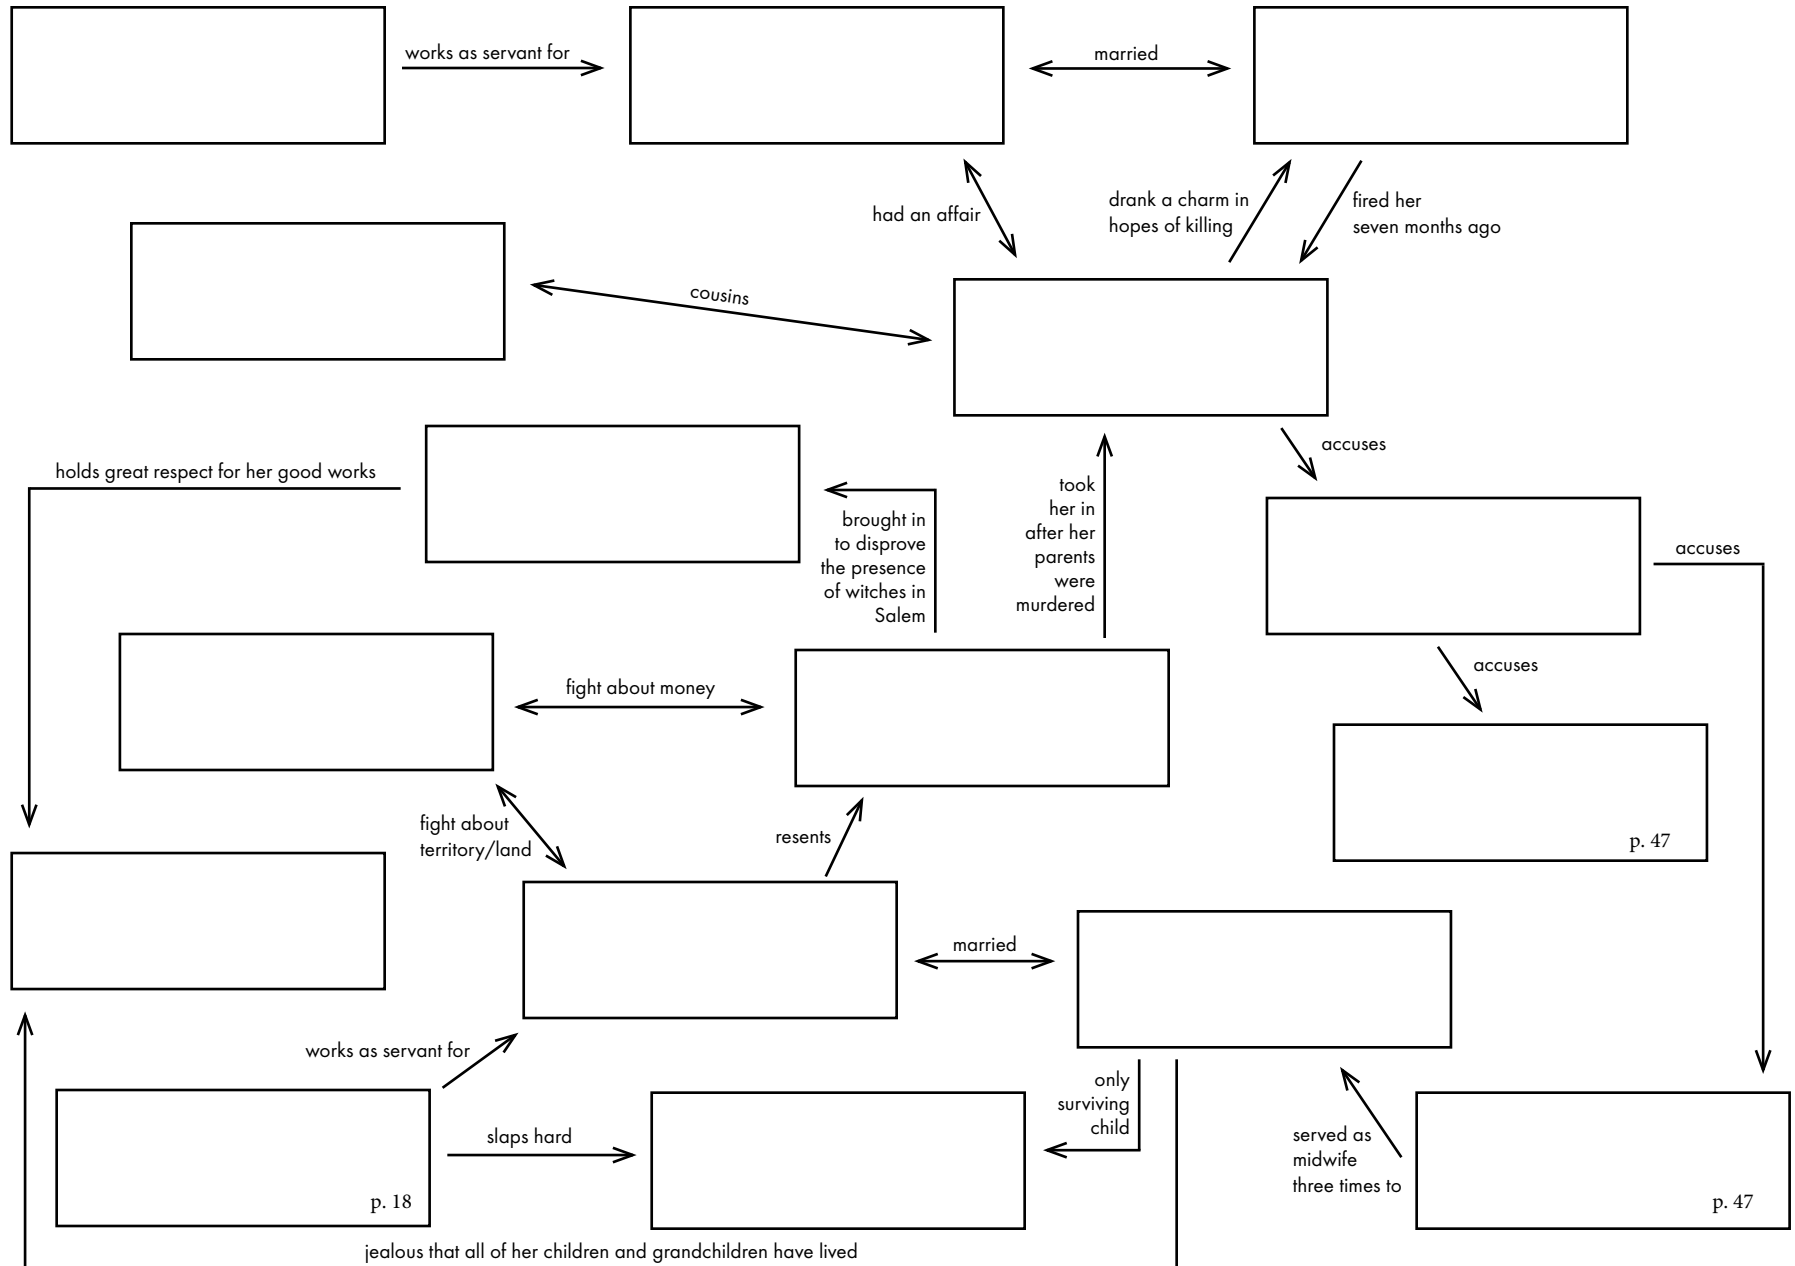 works as servant for
married
had an affair
drank a charm in
hopes of killing
fired her
seven months ago
cousins
accuses
holds great respect for her good works
brought in
to disprove
the presence
of witches in
Salem
took
her in
after her
parents
were
murdered
accuses
accuses
fight about money
p. 47
fight about
territory/land
resents
married
works as servant for
only
surviving
child
slaps hard
served as
midwife
three times to
p. 18
p. 47
jealous that all of her children and grandchildren have lived